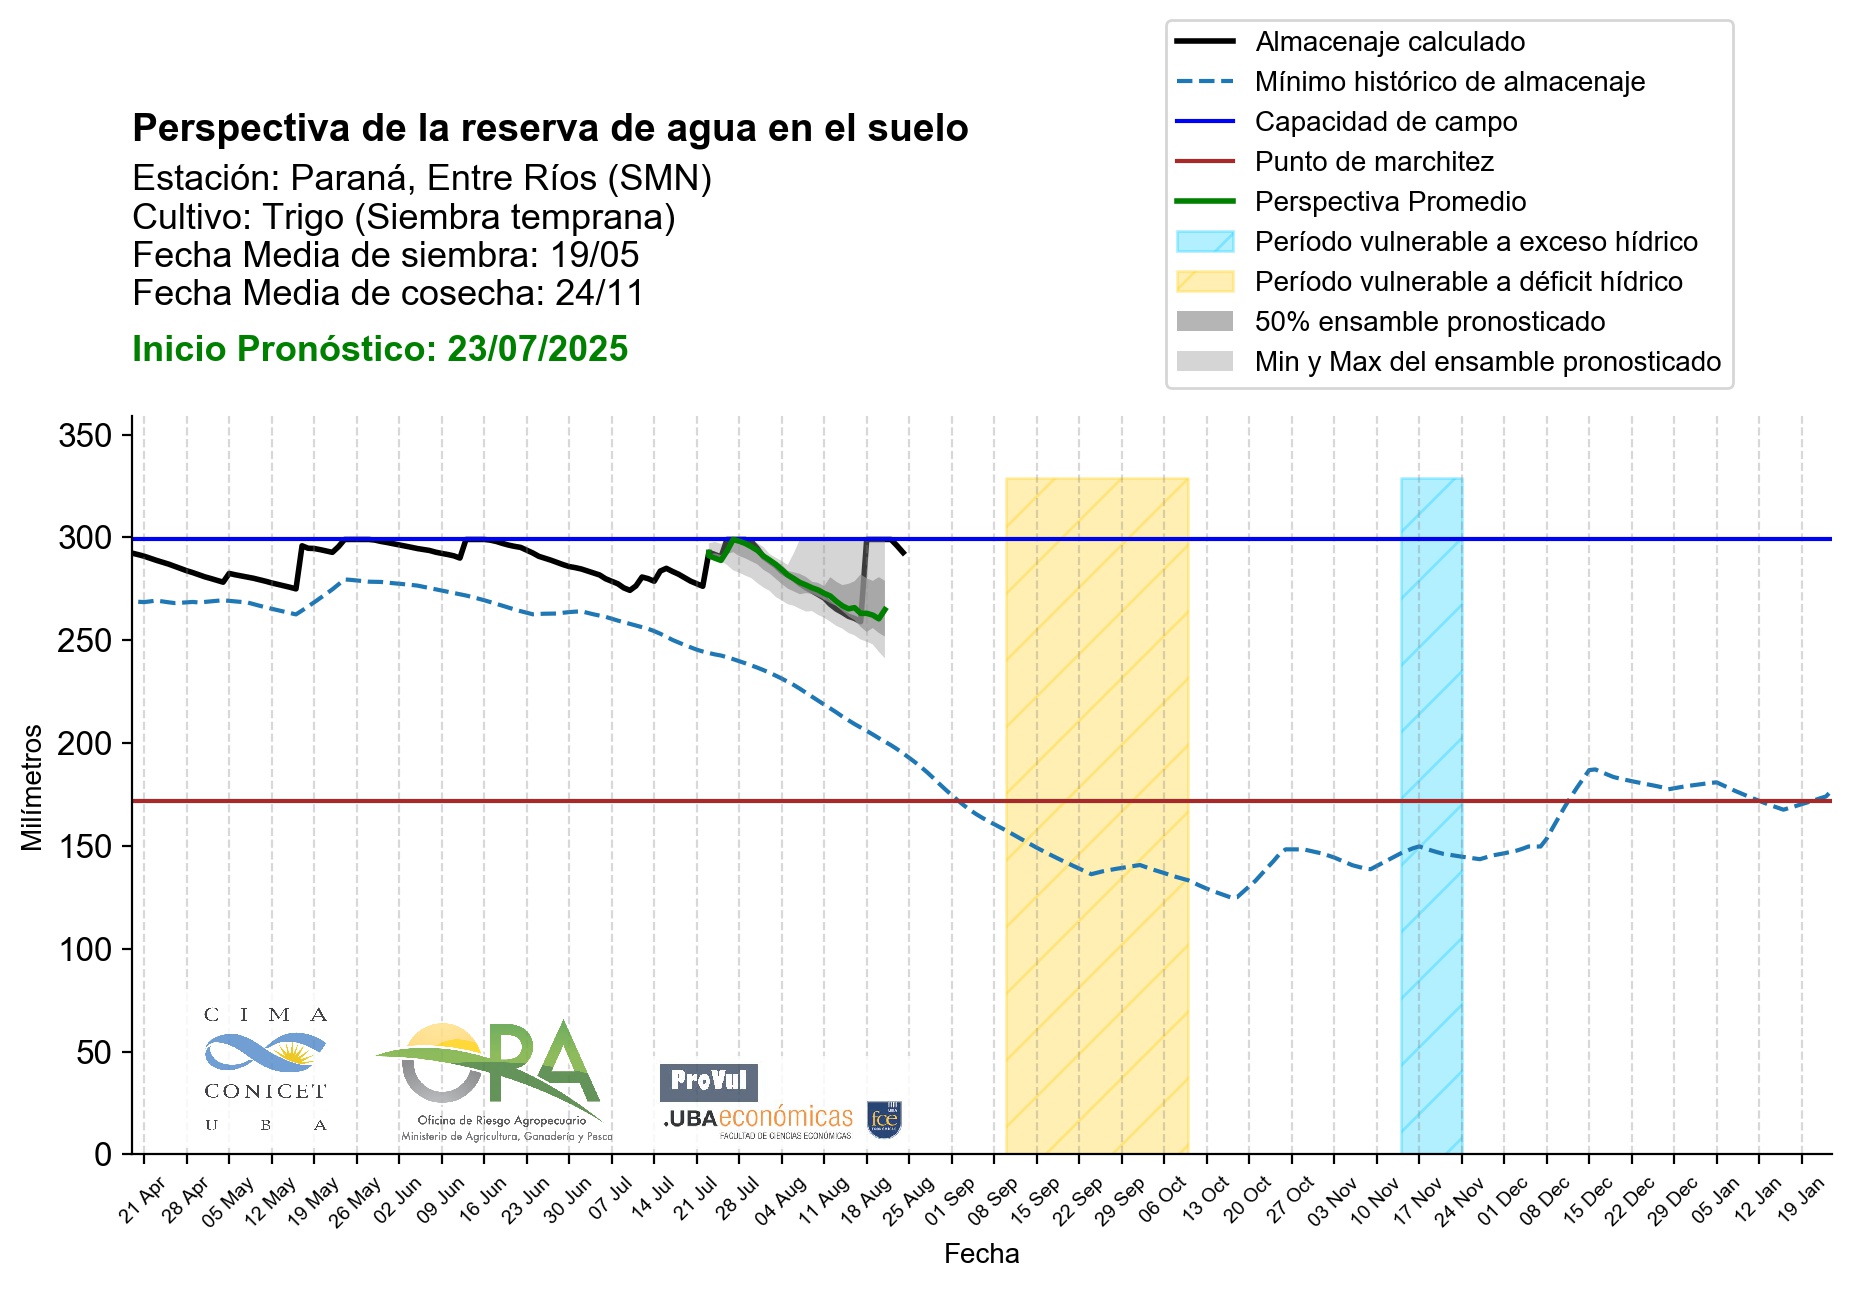 Almacenaje calculado
Mínimo histórico de almacenaje
Capacidad de campo
Punto de marchitez
Perspectiva Promedio
Período vulnerable a exceso hídrico
Período vulnerable a déficit hídrico
50% ensamble pronosticado
Min y Max del ensamble pronosticado
Perspectiva de la reserva de agua en el suelo
Estación: Paraná, Entre Ríos (SMN)
Cultivo: Trigo (Siembra temprana)
Fecha Media de siembra: 19/05
Fecha Media de cosecha: 24/11
Inicio Pronóstico: 23/07/2025
350
300
250
200
150
100
50
0
Milímetros
C I M A
CONICET
U B A
ORA
Oficina de Riesgo Agropecuario
Ministerio de Agricultura, Ganadería y Pesca
ProVul
.UBAeconómicas
FACULTAD DE CIENCIAS ECONÓMICAS
UBA
fce
21 Apr
28 Apr
05 May
12 May
19 May
26 May
02 Jun
09 Jun
16 Jun
23 Jun
30 Jun
07 Jul
14 Jul
21 Jul
28 Jul
04 Aug
11 Aug
18 Aug
25 Aug
01 Sep
08 Sep
15 Sep
22 Sep
29 Sep
06 Oct
13 Oct
20 Oct
27 Oct
03 Nov
10 Nov
17 Nov
24 Nov
01 Dec
08 Dec
15 Dec
22 Dec
29 Dec
05 Jan
12 Jan
19 Jan
Fecha